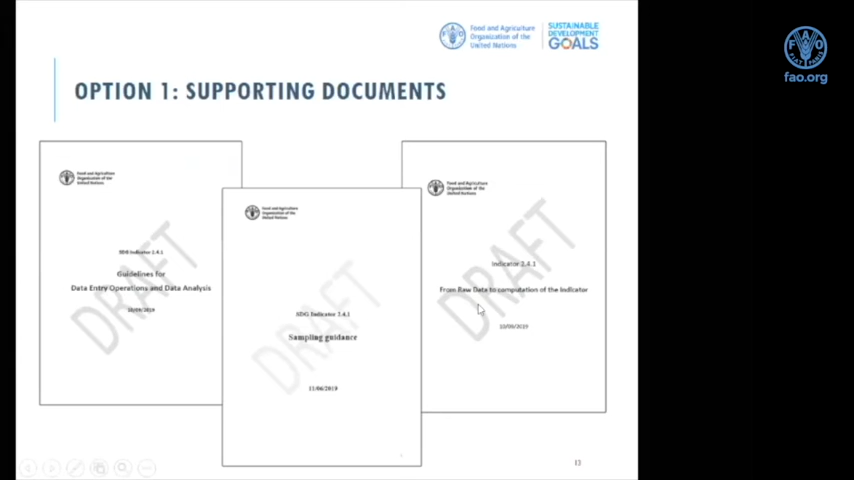 Food and Agriculture
Organization of the
United Nations
SUSTAINABLE
DEVELOPMENT
GOALS
FAO
FIAT PANIS
fao.org
OPTION 1: SUPPORTING DOCUMENTS
Food and Agriculture
Organization of the
United Nations
SDG Indicator 2.4.1
Guidelines for
Data Entry Operations and Data Analysis
DRAFT
Food and Agriculture
Organization of the
United Nations
SDG Indicator 2.4.1
Sampling guidance
DRAFT
11/06/2019
Food and Agriculture
Organization of the
United Nations
Indicator 2.4.1
From Raw Data to computation of the Indicator
DRAFT
13